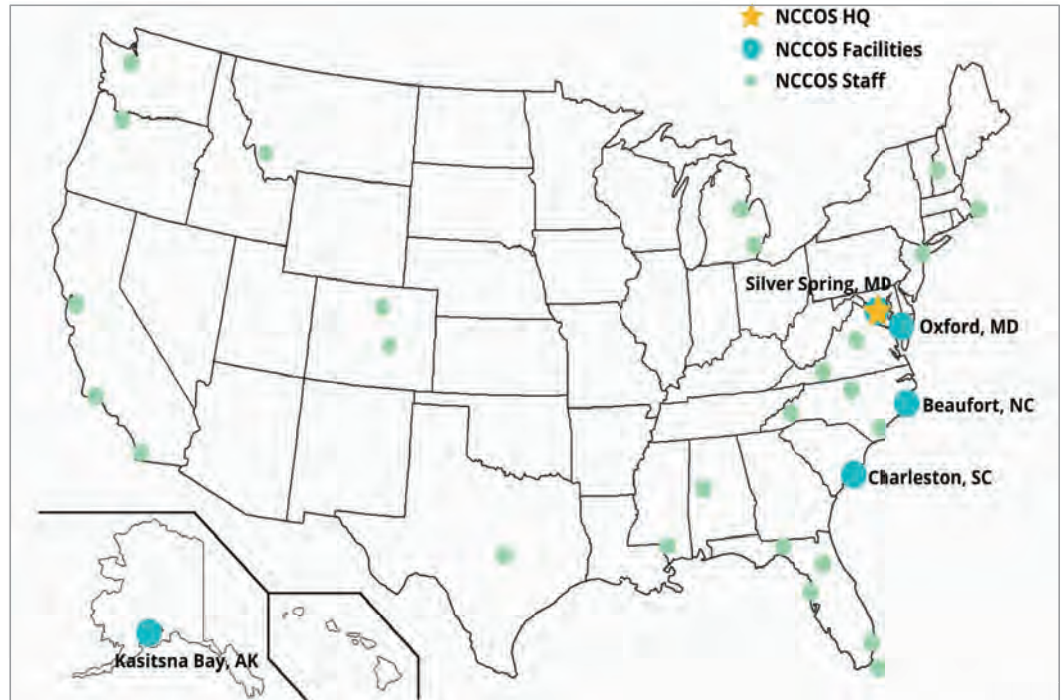 NCCOS HQ
NCCOS Facilities
NCCOS Staff
Silver Spring, MD
Oxford, MD
Beaufort, NC
Charleston, SC
Kasitsna Bay, AK